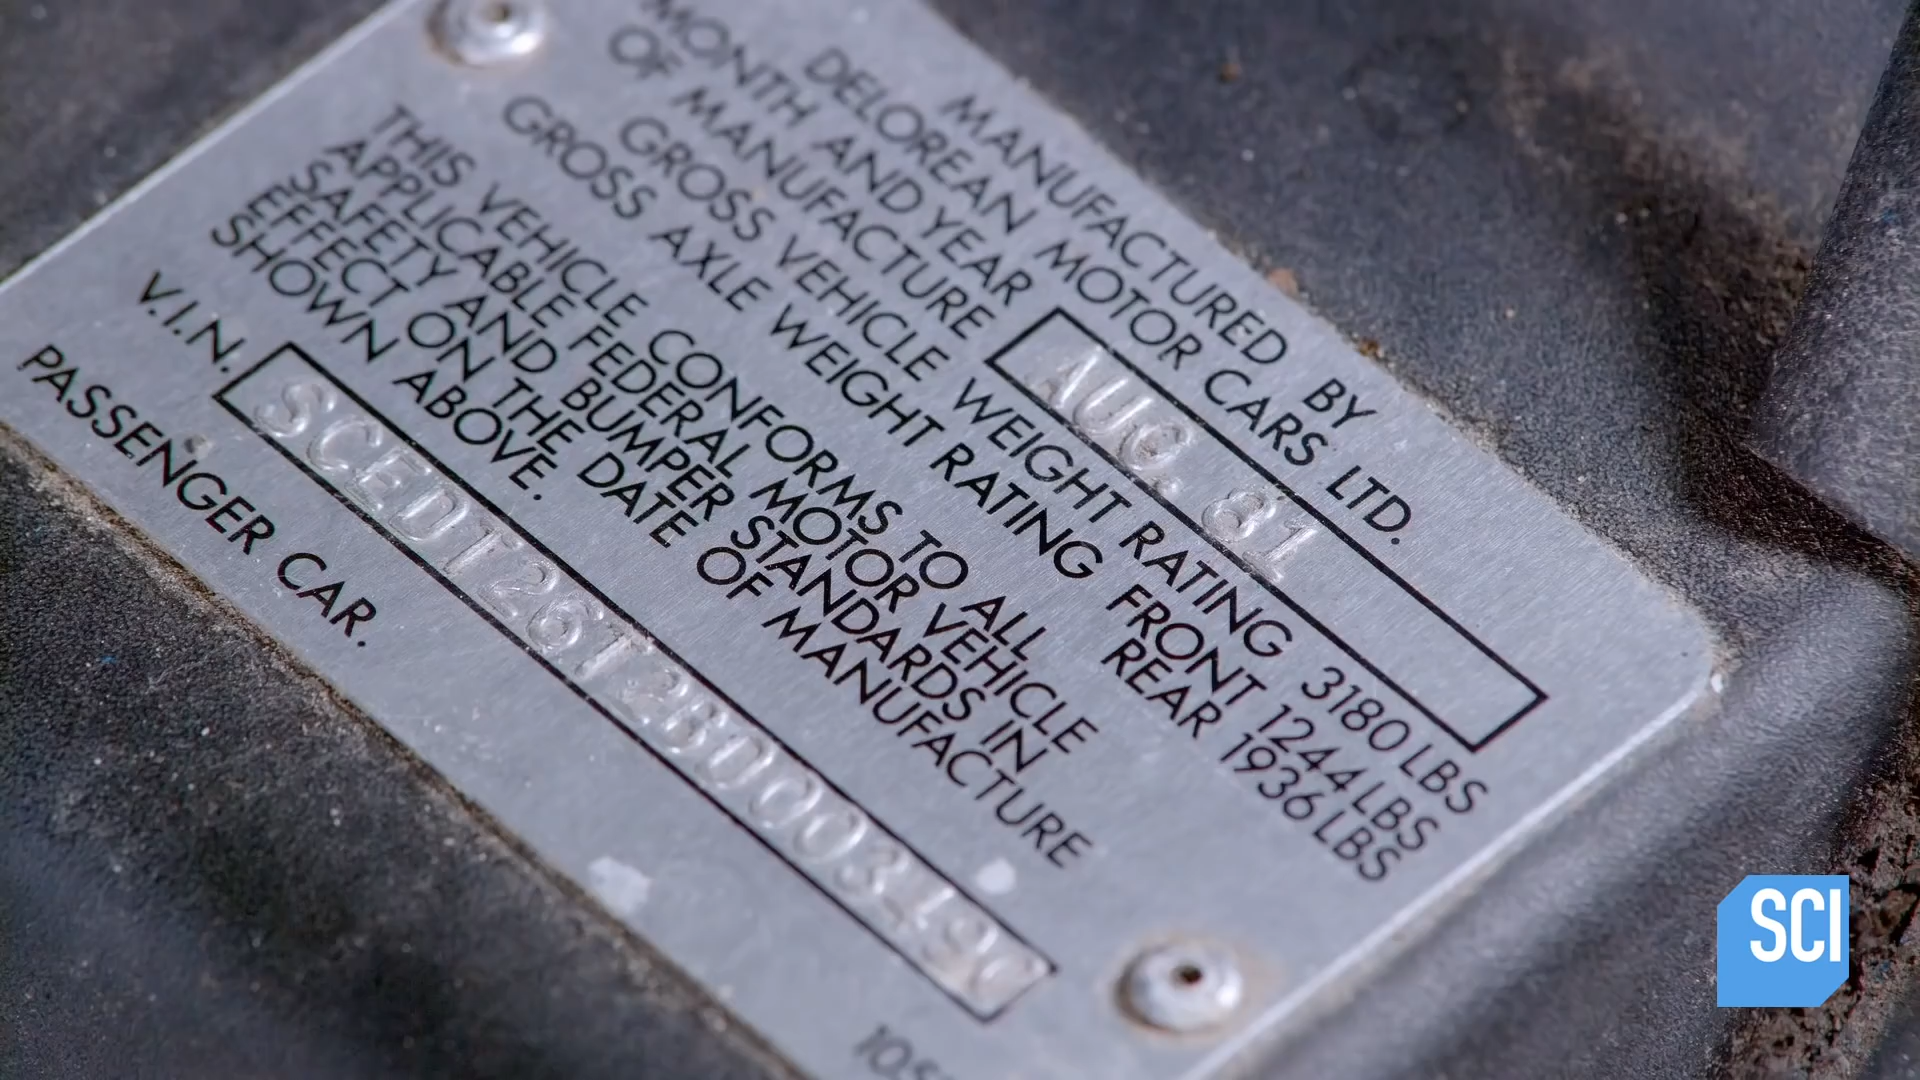 MANUFACTURED BY
DELOREAN MOTOR CARS LTD.
MONTH AND YEAR
OF MANUFACTURE AUG. 81
GROSS VEHICLE WEIGHT RATING 3180 LBS
GROSS AXLE WEIGHT RATING FRONT 1244 LBS
REAR 1936 LBS
THIS VEHICLE CONFORMS TO ALL
APPLICABLE FEDERAL MOTOR VEHICLE
SAFETY AND BUMPER STANDARDS IN
EFFECT ON THE DATE OF MANUFACTURE
SHOWN ABOVE.
V.I.N. SCEDT26T2BD003490
PASSENGER CAR.
SCI